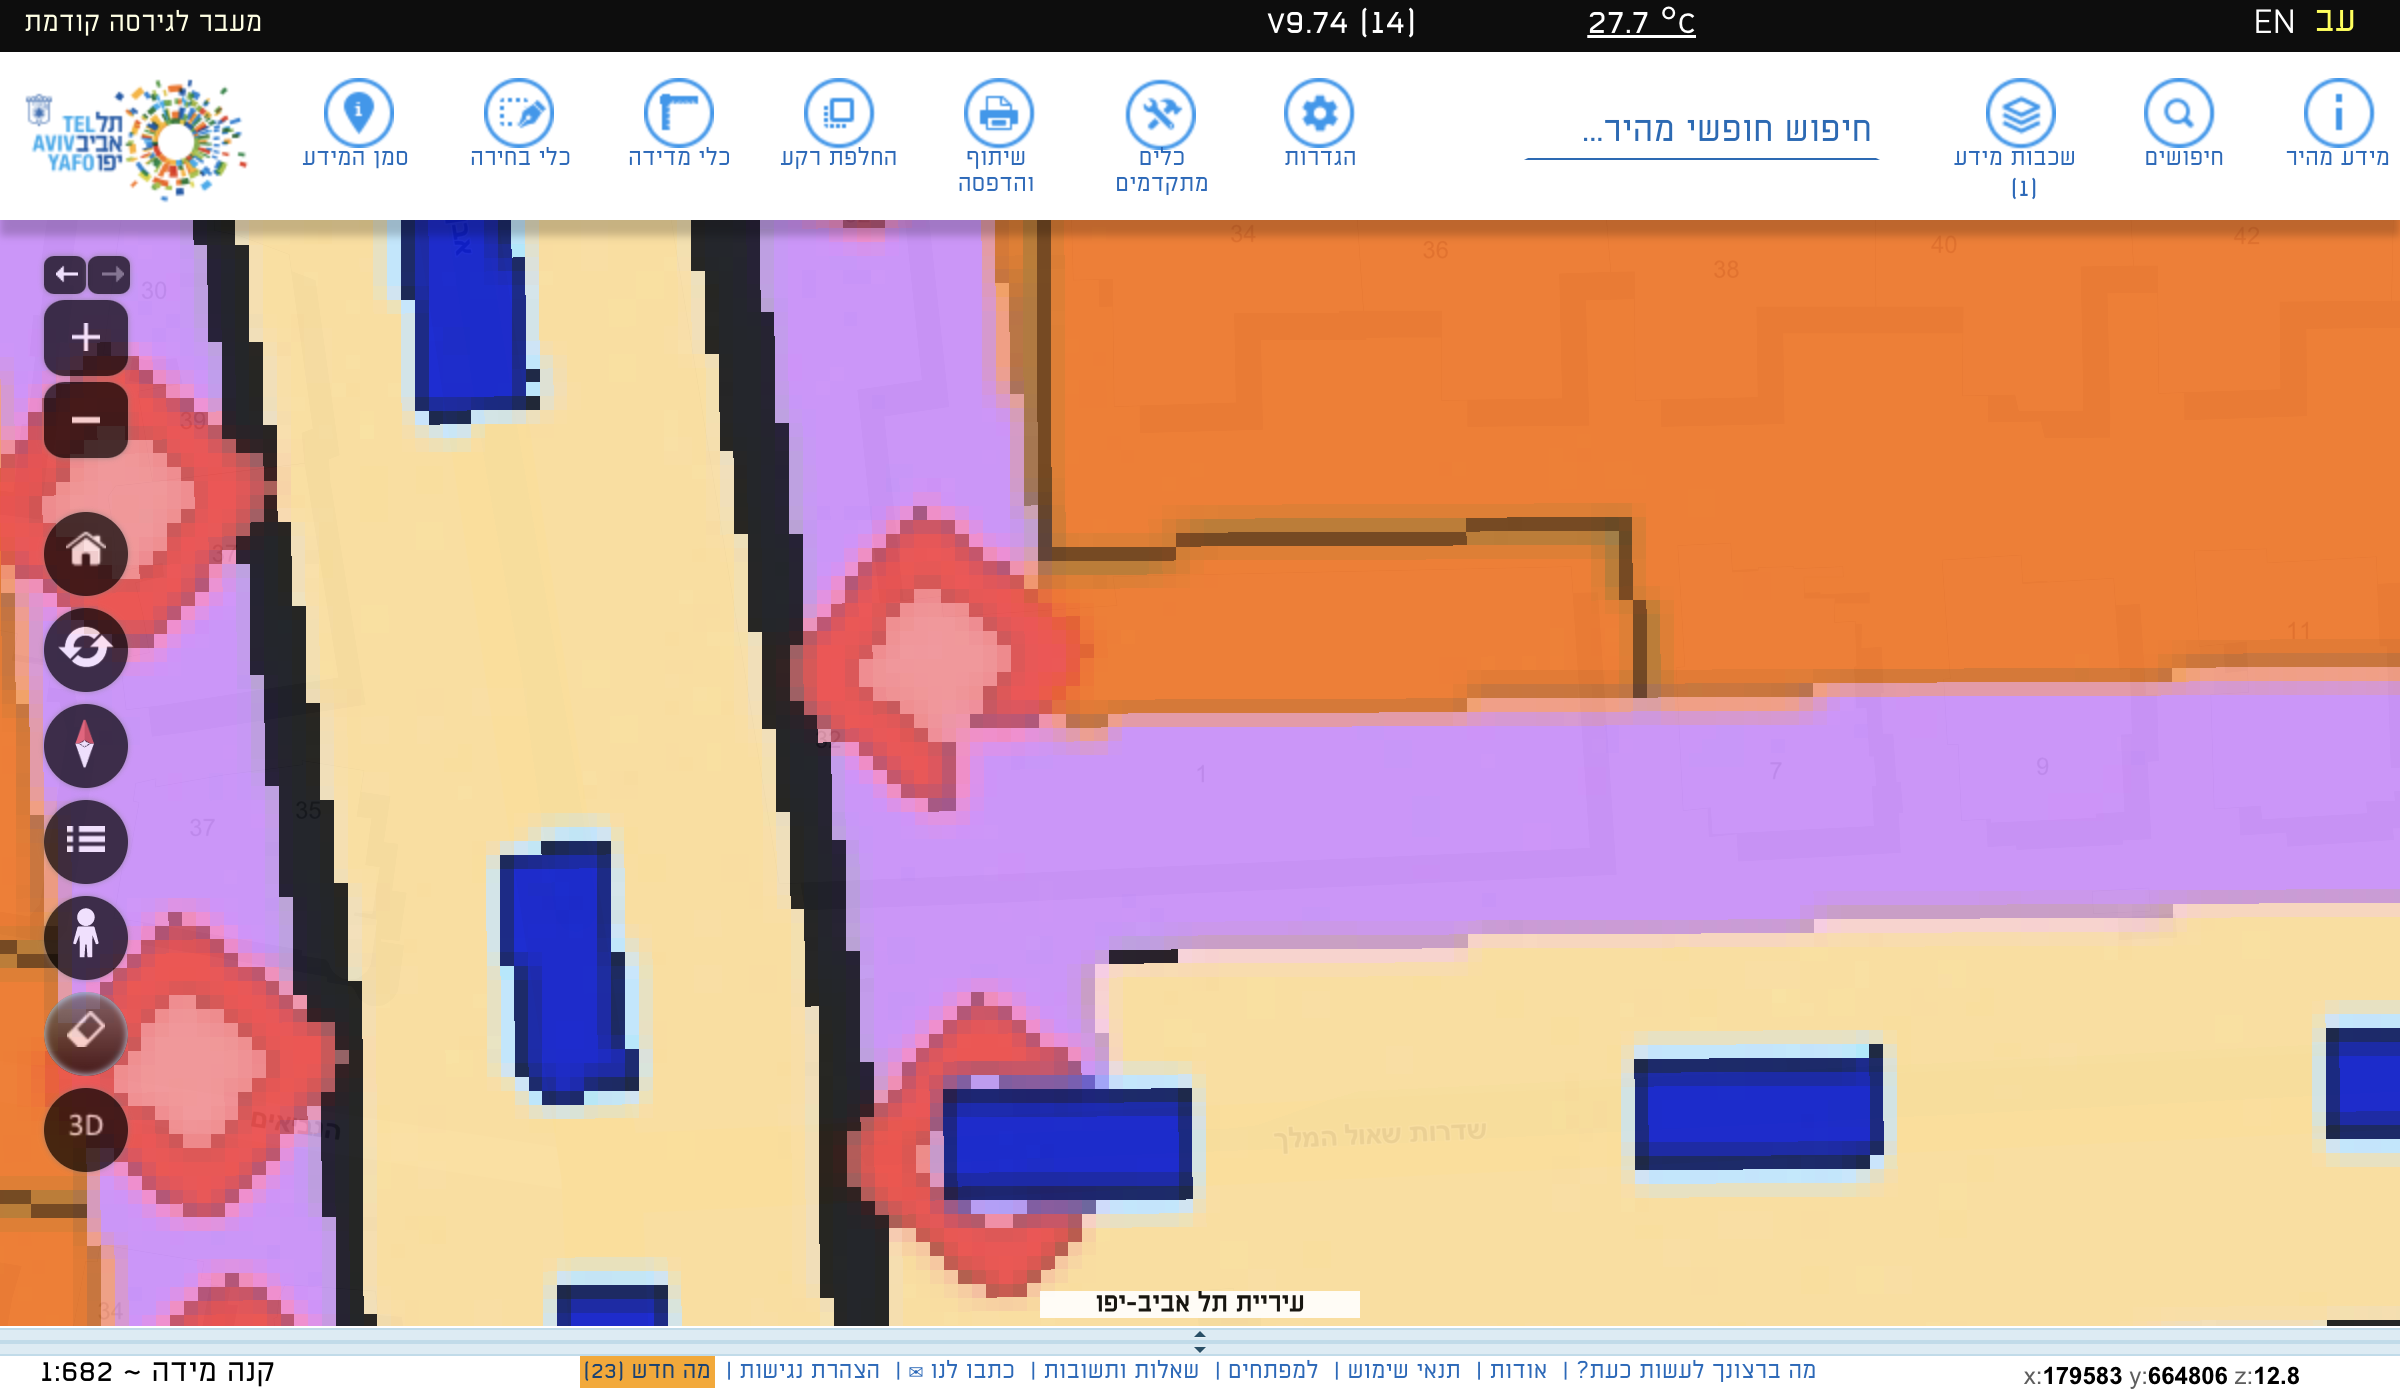 עב EN
27.7 °C
V9.74 (14)
מעבר לגירסה קודמת
מידע מהיר
חיפושים
שכבות מידע
(1)
חיפוש חופשי מהיר...
הגדרות
כלים
מתקדמים
שיתוף
והדפסה
החלפת רקע
כלי מדידה
כלי בחירה
סמן המידע
תל אביב יפו
TEL AVIV YAFO
30
34
36
38
40
42
39
37
11
32
1
7
9
35
37
הנביאים
שדרות שאול המלך
34
3D
עיריית תל אביב-יפו
x:179583 y:664806 z:12.8
מה ברצונך לעשות כעת? | אודות | תנאי שימוש | למפתחים | שאלות ותשובות | כתבו לנו ✉ | הצהרת נגישות | מה חדש (23)
קנה מידה ~ 1:682